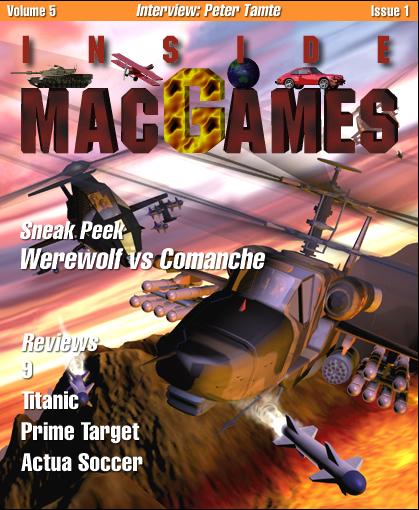 Volume 5
Interview: Peter Tamte
Issue 1
INSIDE
MACGAMES
Sneak Peek
Werewolf vs Comanche
Reviews
9
Titanic
Prime Target
Actua Soccer